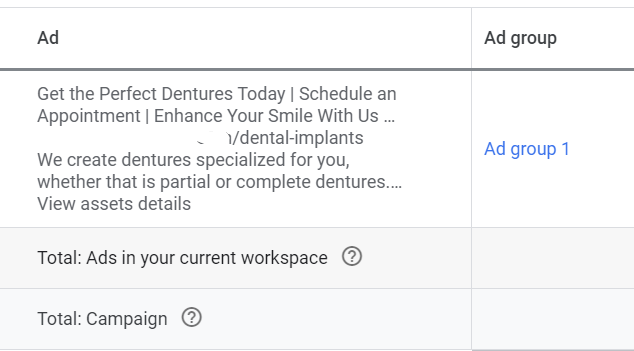 Ad
Ad group
Get the Perfect Dentures Today | Schedule an
Appointment | Enhance Your Smile With Us ...
/dental-implants
We create dentures specialized for you,
whether that is partial or complete dentures....
View assets details
Ad group 1
Total: Ads in your current workspace ?
Total: Campaign ?